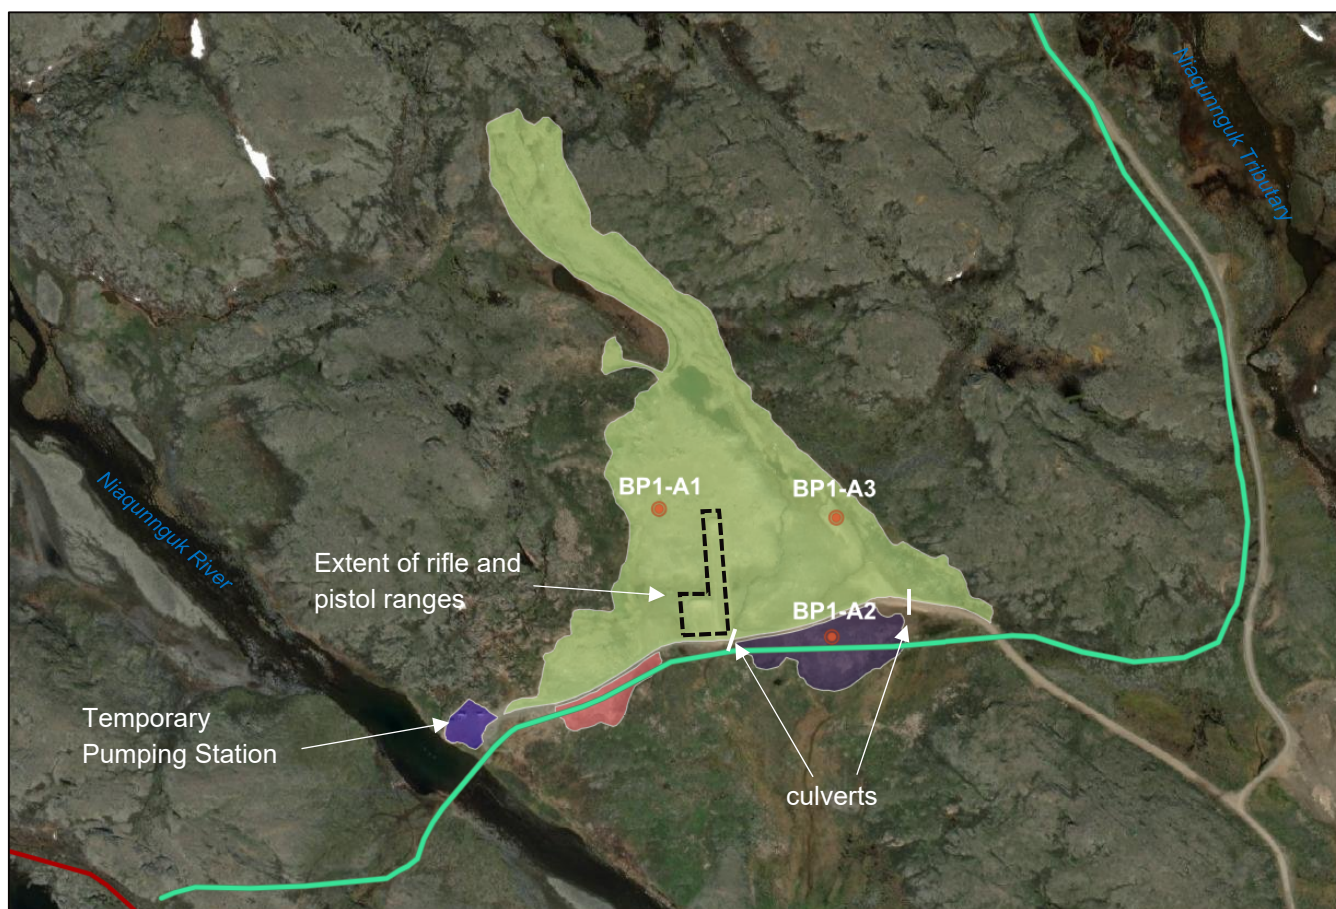 Niaqunnguk Tributary
BP1-A1
BP1-A3
Niaqunnguk River
Extent of rifle and
pistol ranges
BP1-A2
Temporary
Pumping Station
culverts